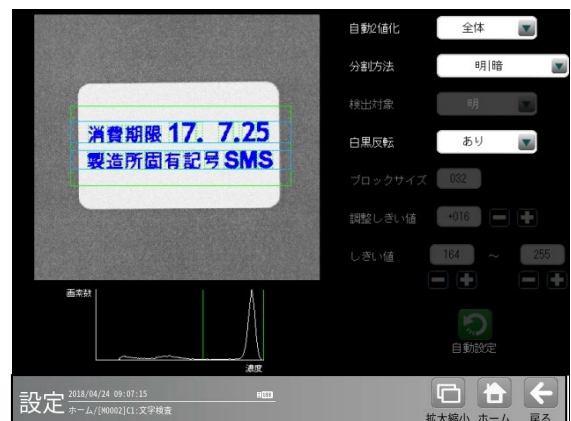 自動2値化 全体
分割方法 明|暗
検出対象 明
白黒反転 あり
ブロックサイズ 032
調整しきい値 +016
しきい値 164 ～ 255
自動設定
消費期限 17. 7.25
製造所固有記号 SMS
画素数
濃度
設定
2018/04/24 09:07:15
ホーム/[M0002]C1:文字検査
拡大縮小 ホーム 戻る